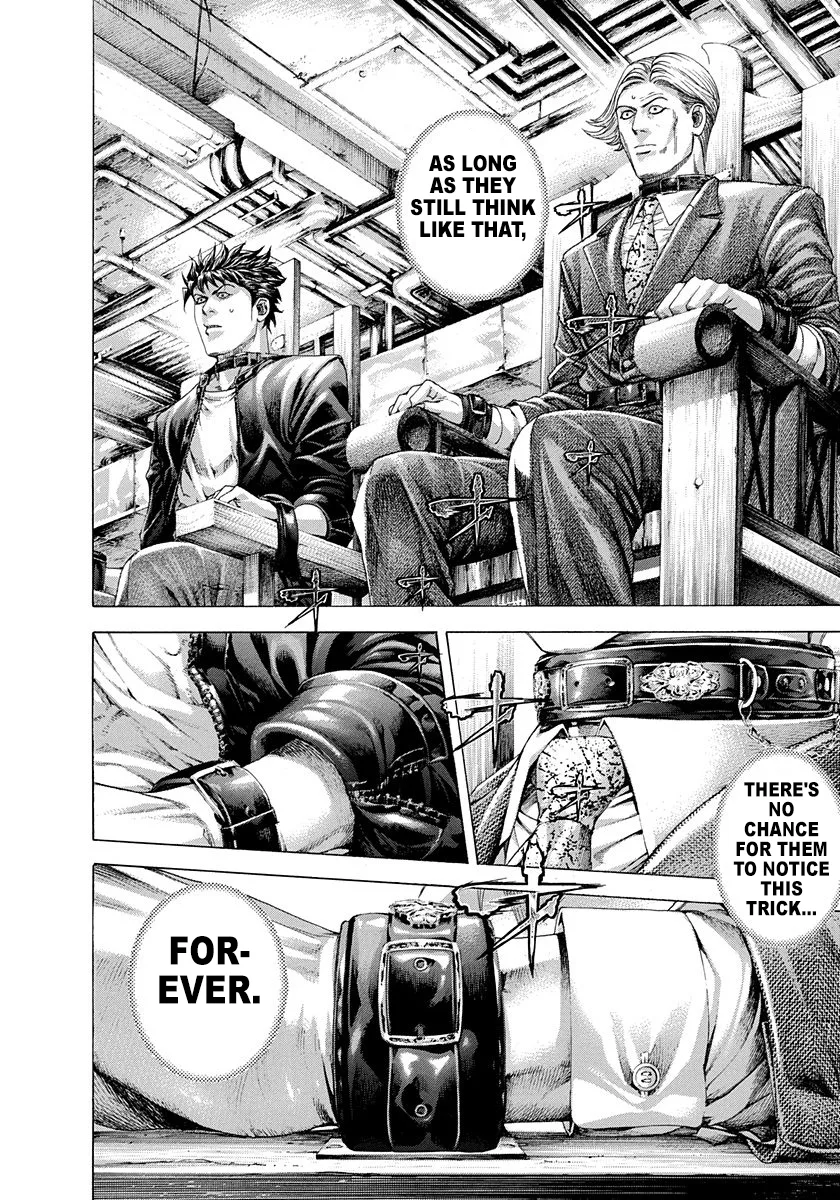 AS LONG
AS THEY
STILL THINK
LIKE THAT,
THERE'S
NO
CHANCE
FOR THEM
TO NOTICE
THIS
TRICK...
FOR-
EVER.